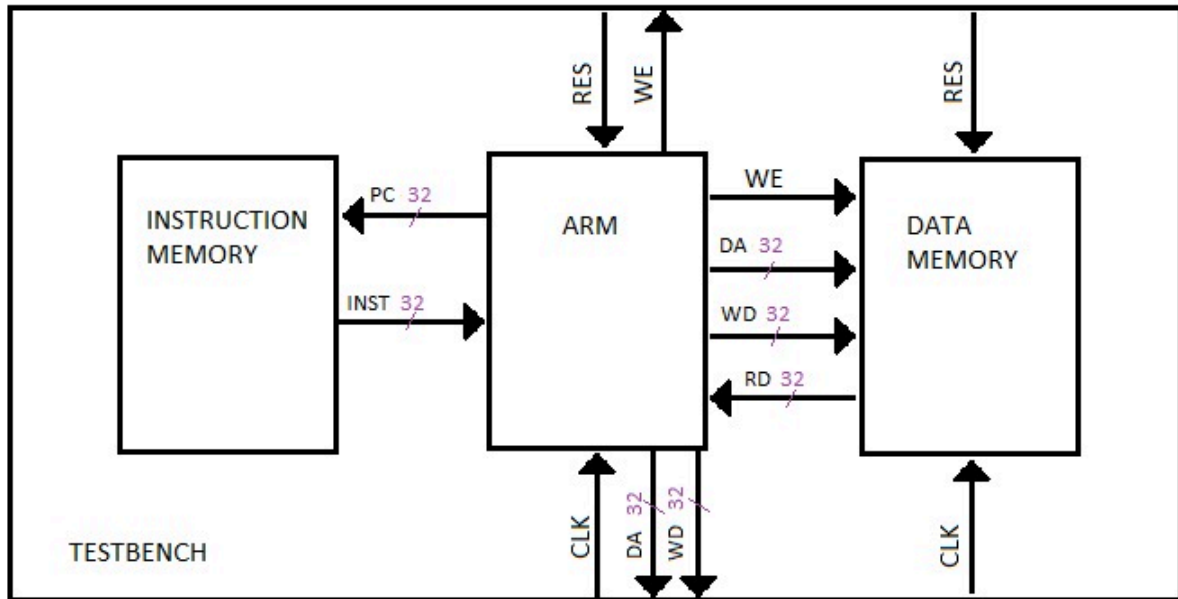 RES
WE
RES
INSTRUCTION
MEMORY
PC 32
INST 32
ARM
WE
DA 32
WD 32
RD 32
DATA
MEMORY
CLK
DA 32
WD 32
CLK
TESTBENCH